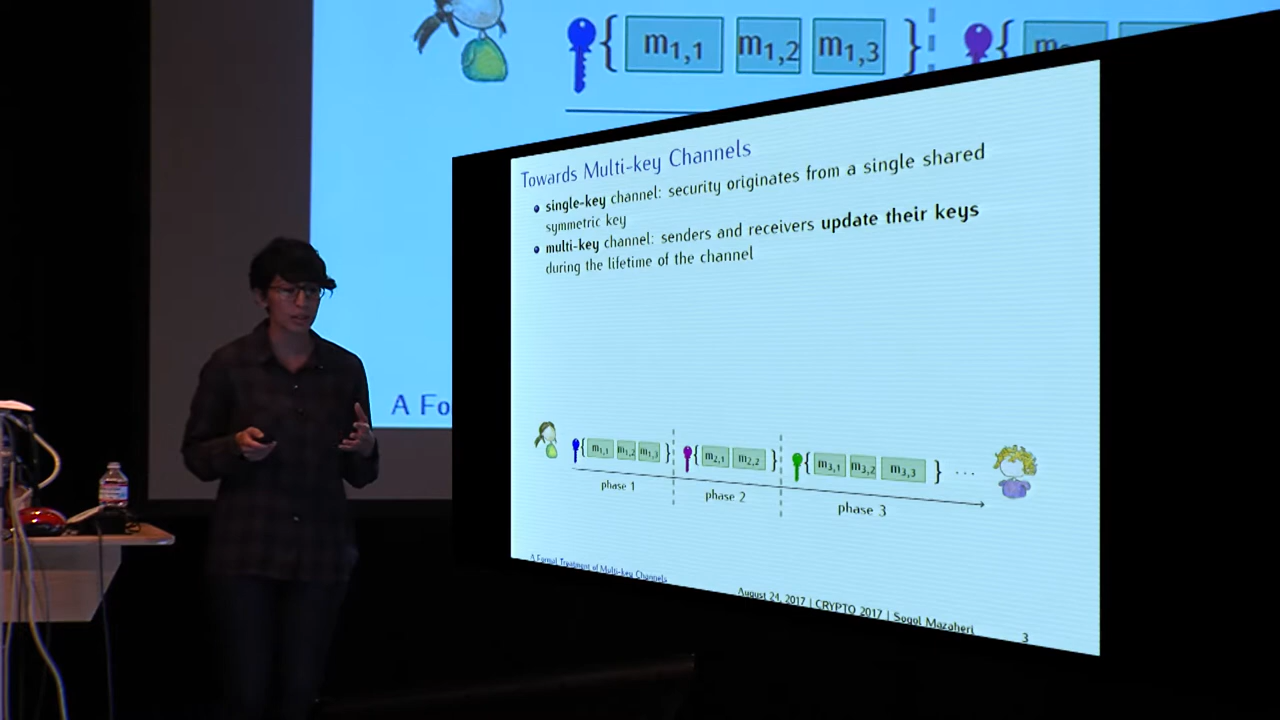 m1,1 m1,2 m1,3
A Fo
Towards Multi-key Channels
single-key channel: security originates from a single shared
symmetric key
multi-key channel: senders and receivers update their keys
during the lifetime of the channel
{ m1,1 m1,2 m1,3 } { m2,1 m2,2 } { m3,1 m3,2 m3,3 } ...
phase 1 phase 2 phase 3
A Formal Treatment of Multi-key Channels
August 24, 2017 | CRYPTO 2017 | Sogol Mazaheri
3